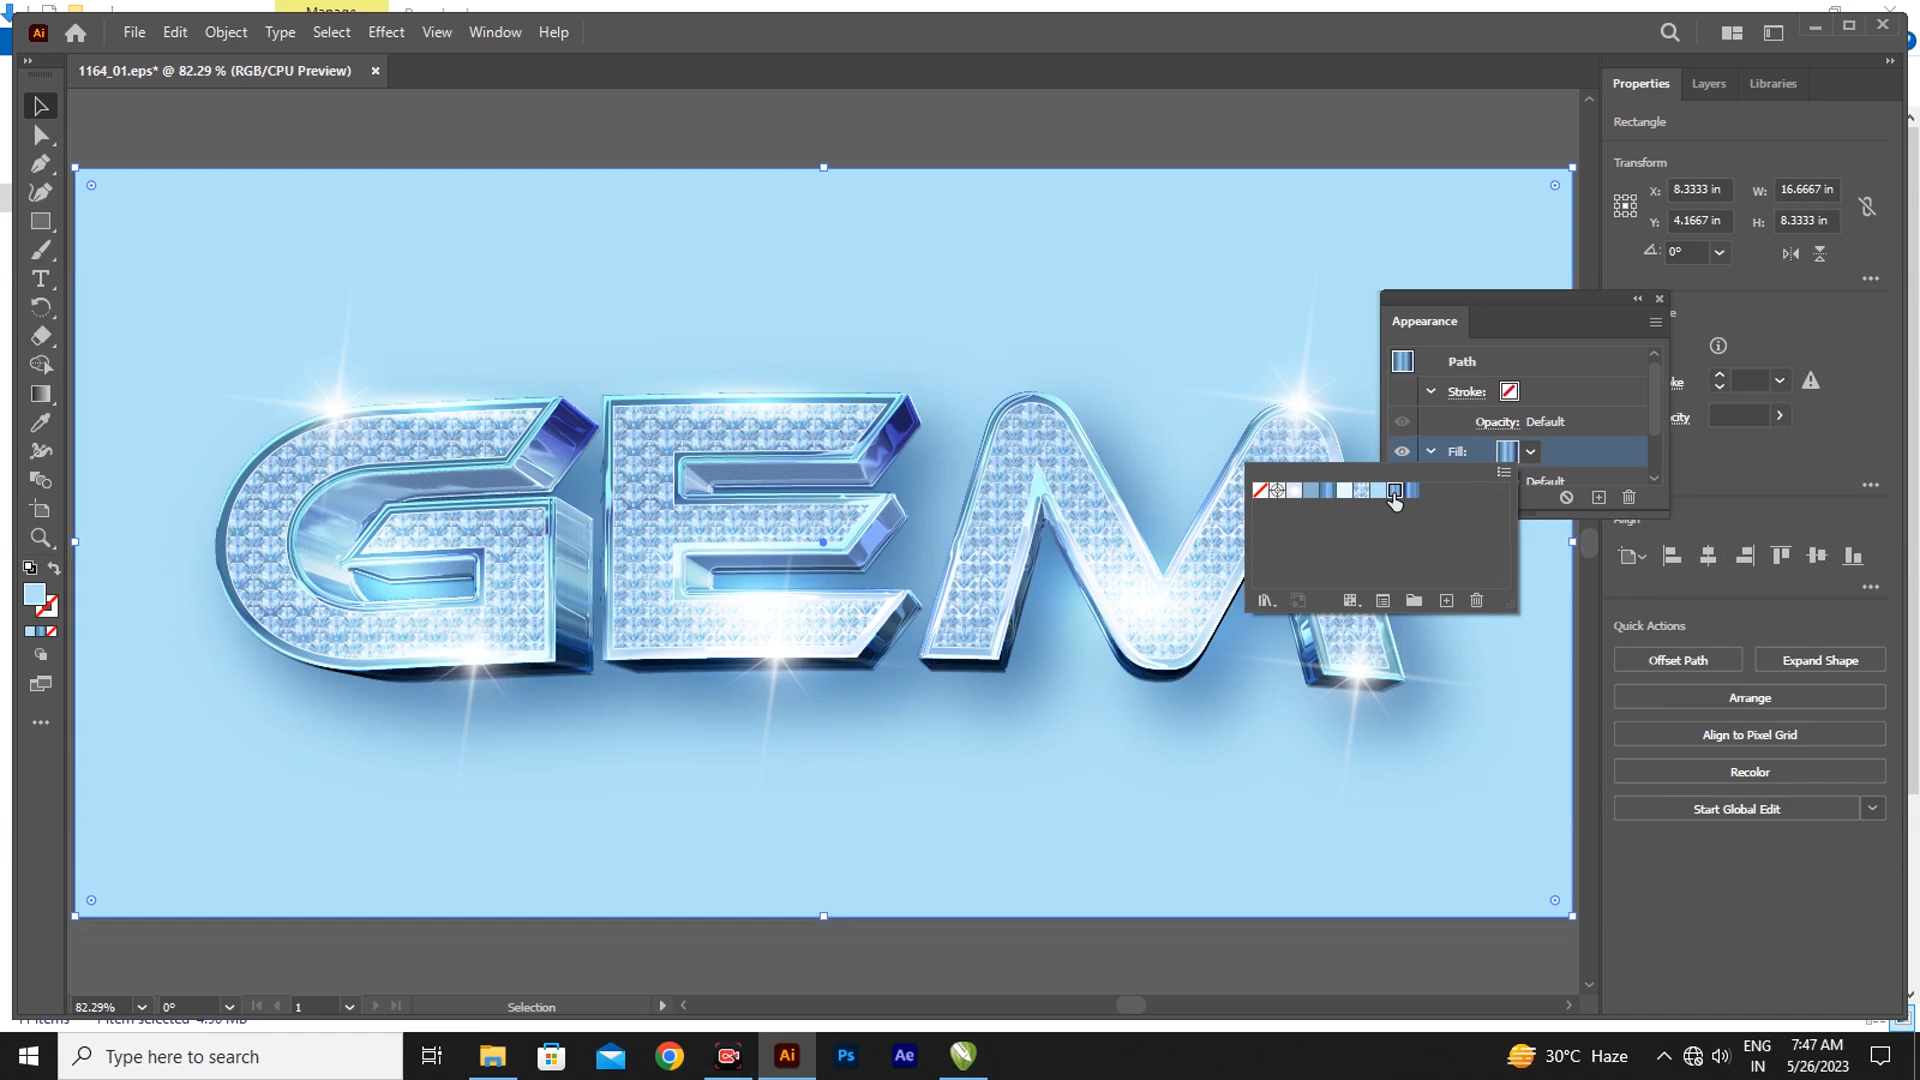 Manage
Ai
File
Edit
Object
Type
Select
Effect
View
Window
Help
1164_01.eps* @ 82.29 % (RGB/CPU Preview)
Properties
Layers
Libraries
Rectangle
Transform
X:
8.3333 in
W:
16.6667 in
Y:
4.1667 in
H:
8.3333 in
0°
Appearance
Path
Stroke:
Opacity: Default
Fill:
Default
GEM
Align
Quick Actions
Offset Path
Expand Shape
Arrange
Align to Pixel Grid
Recolor
Start Global Edit
82.29%
0°
1
Selection
Type here to search
Ai
Ps
Ae
30°C Haze
ENG
IN
7:47 AM
5/26/2023